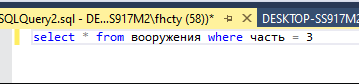 SQLQuery2.sql - DE...S917M2\fhcty (58))* DESKTOP-SS917M2
select * from вооружения where часть = 3